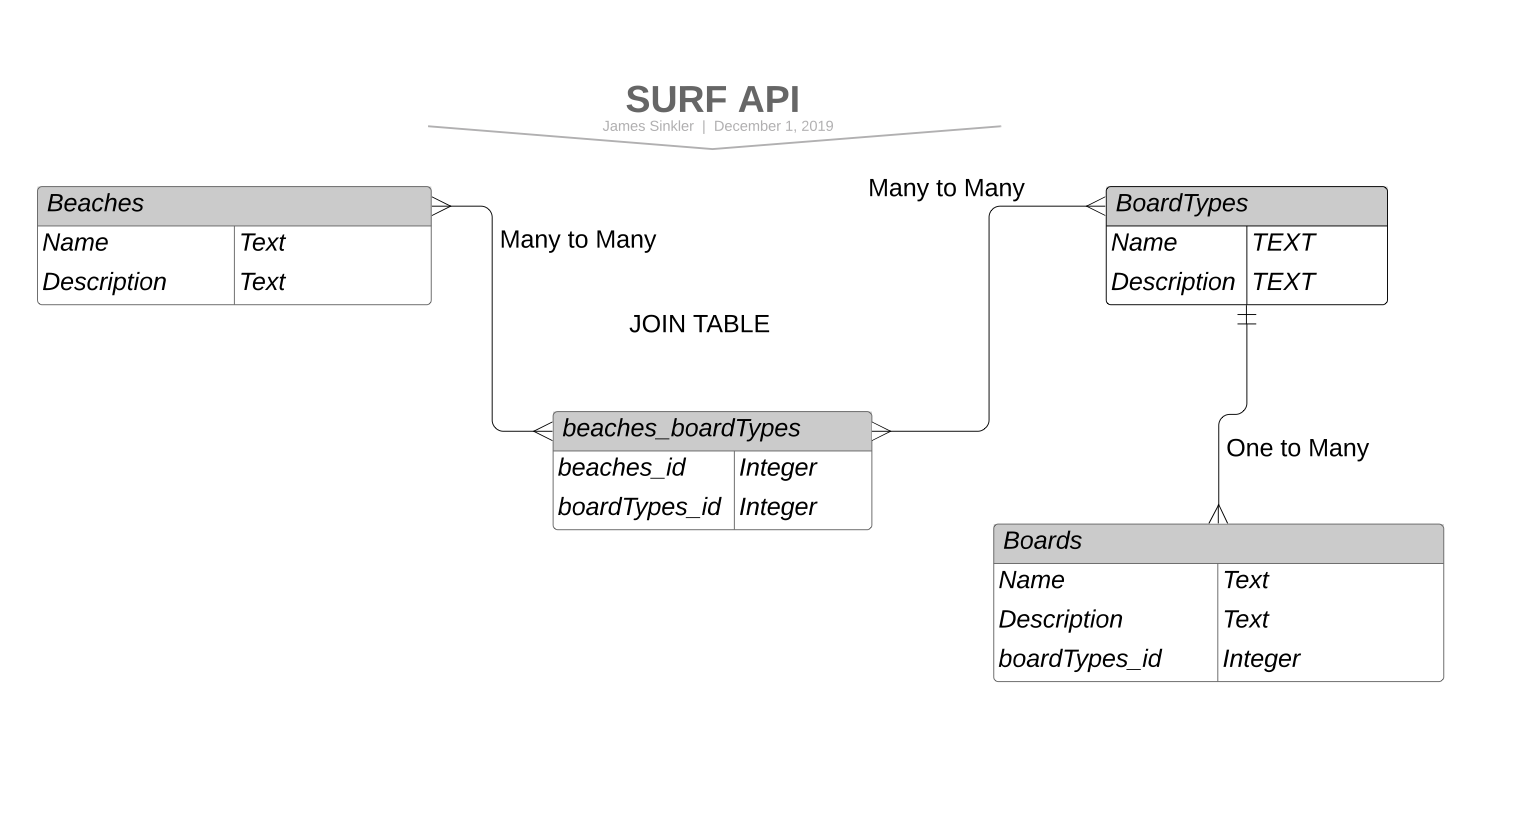 SURF API
James Sinkler | December 1, 2019
Many to Many
Beaches
Name Text
Description Text
Many to Many
BoardTypes
Name TEXT
Description TEXT
JOIN TABLE
beaches_boardTypes
beaches_id Integer
boardTypes_id Integer
One to Many
Boards
Name Text
Description Text
boardTypes_id Integer